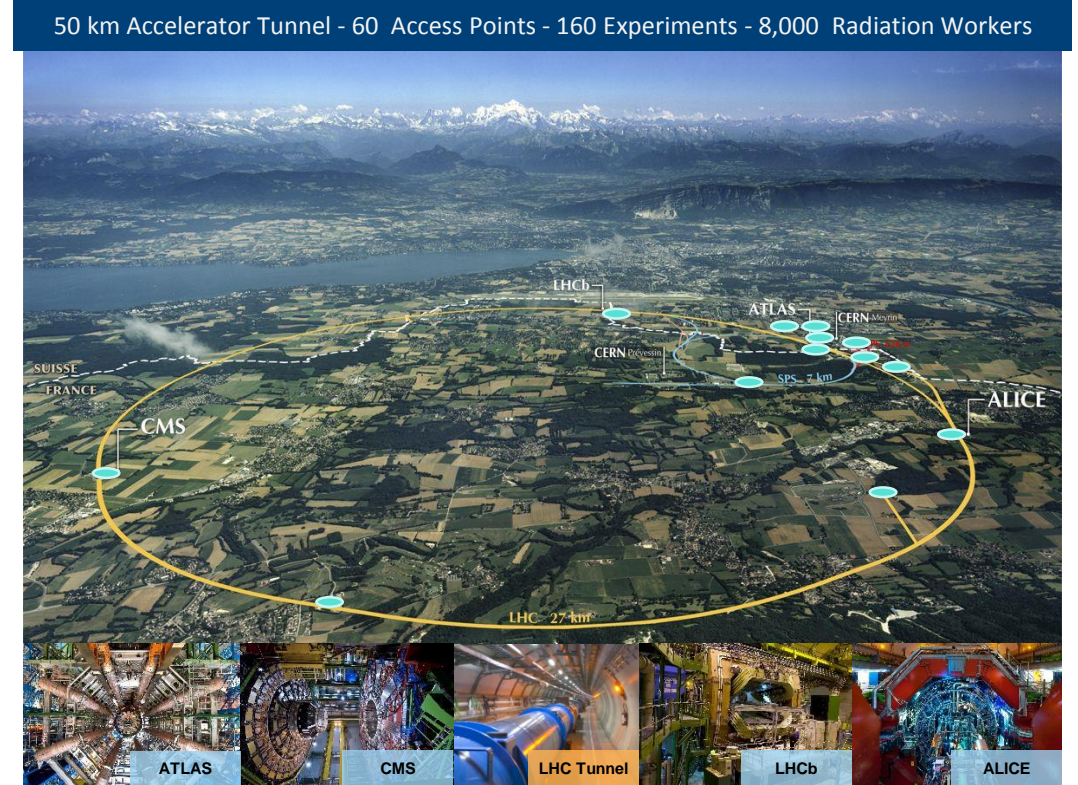 50 km Accelerator Tunnel - 60 Access Points - 160 Experiments - 8,000 Radiation Workers
LHCb
ATLAS
CERN Meyrin
CERN Prévessin
SPS 7 km
SUISSE
FRANCE
ALICE
CMS
LHC 27 km
ATLAS
CMS
LHC Tunnel
LHCb
ALICE